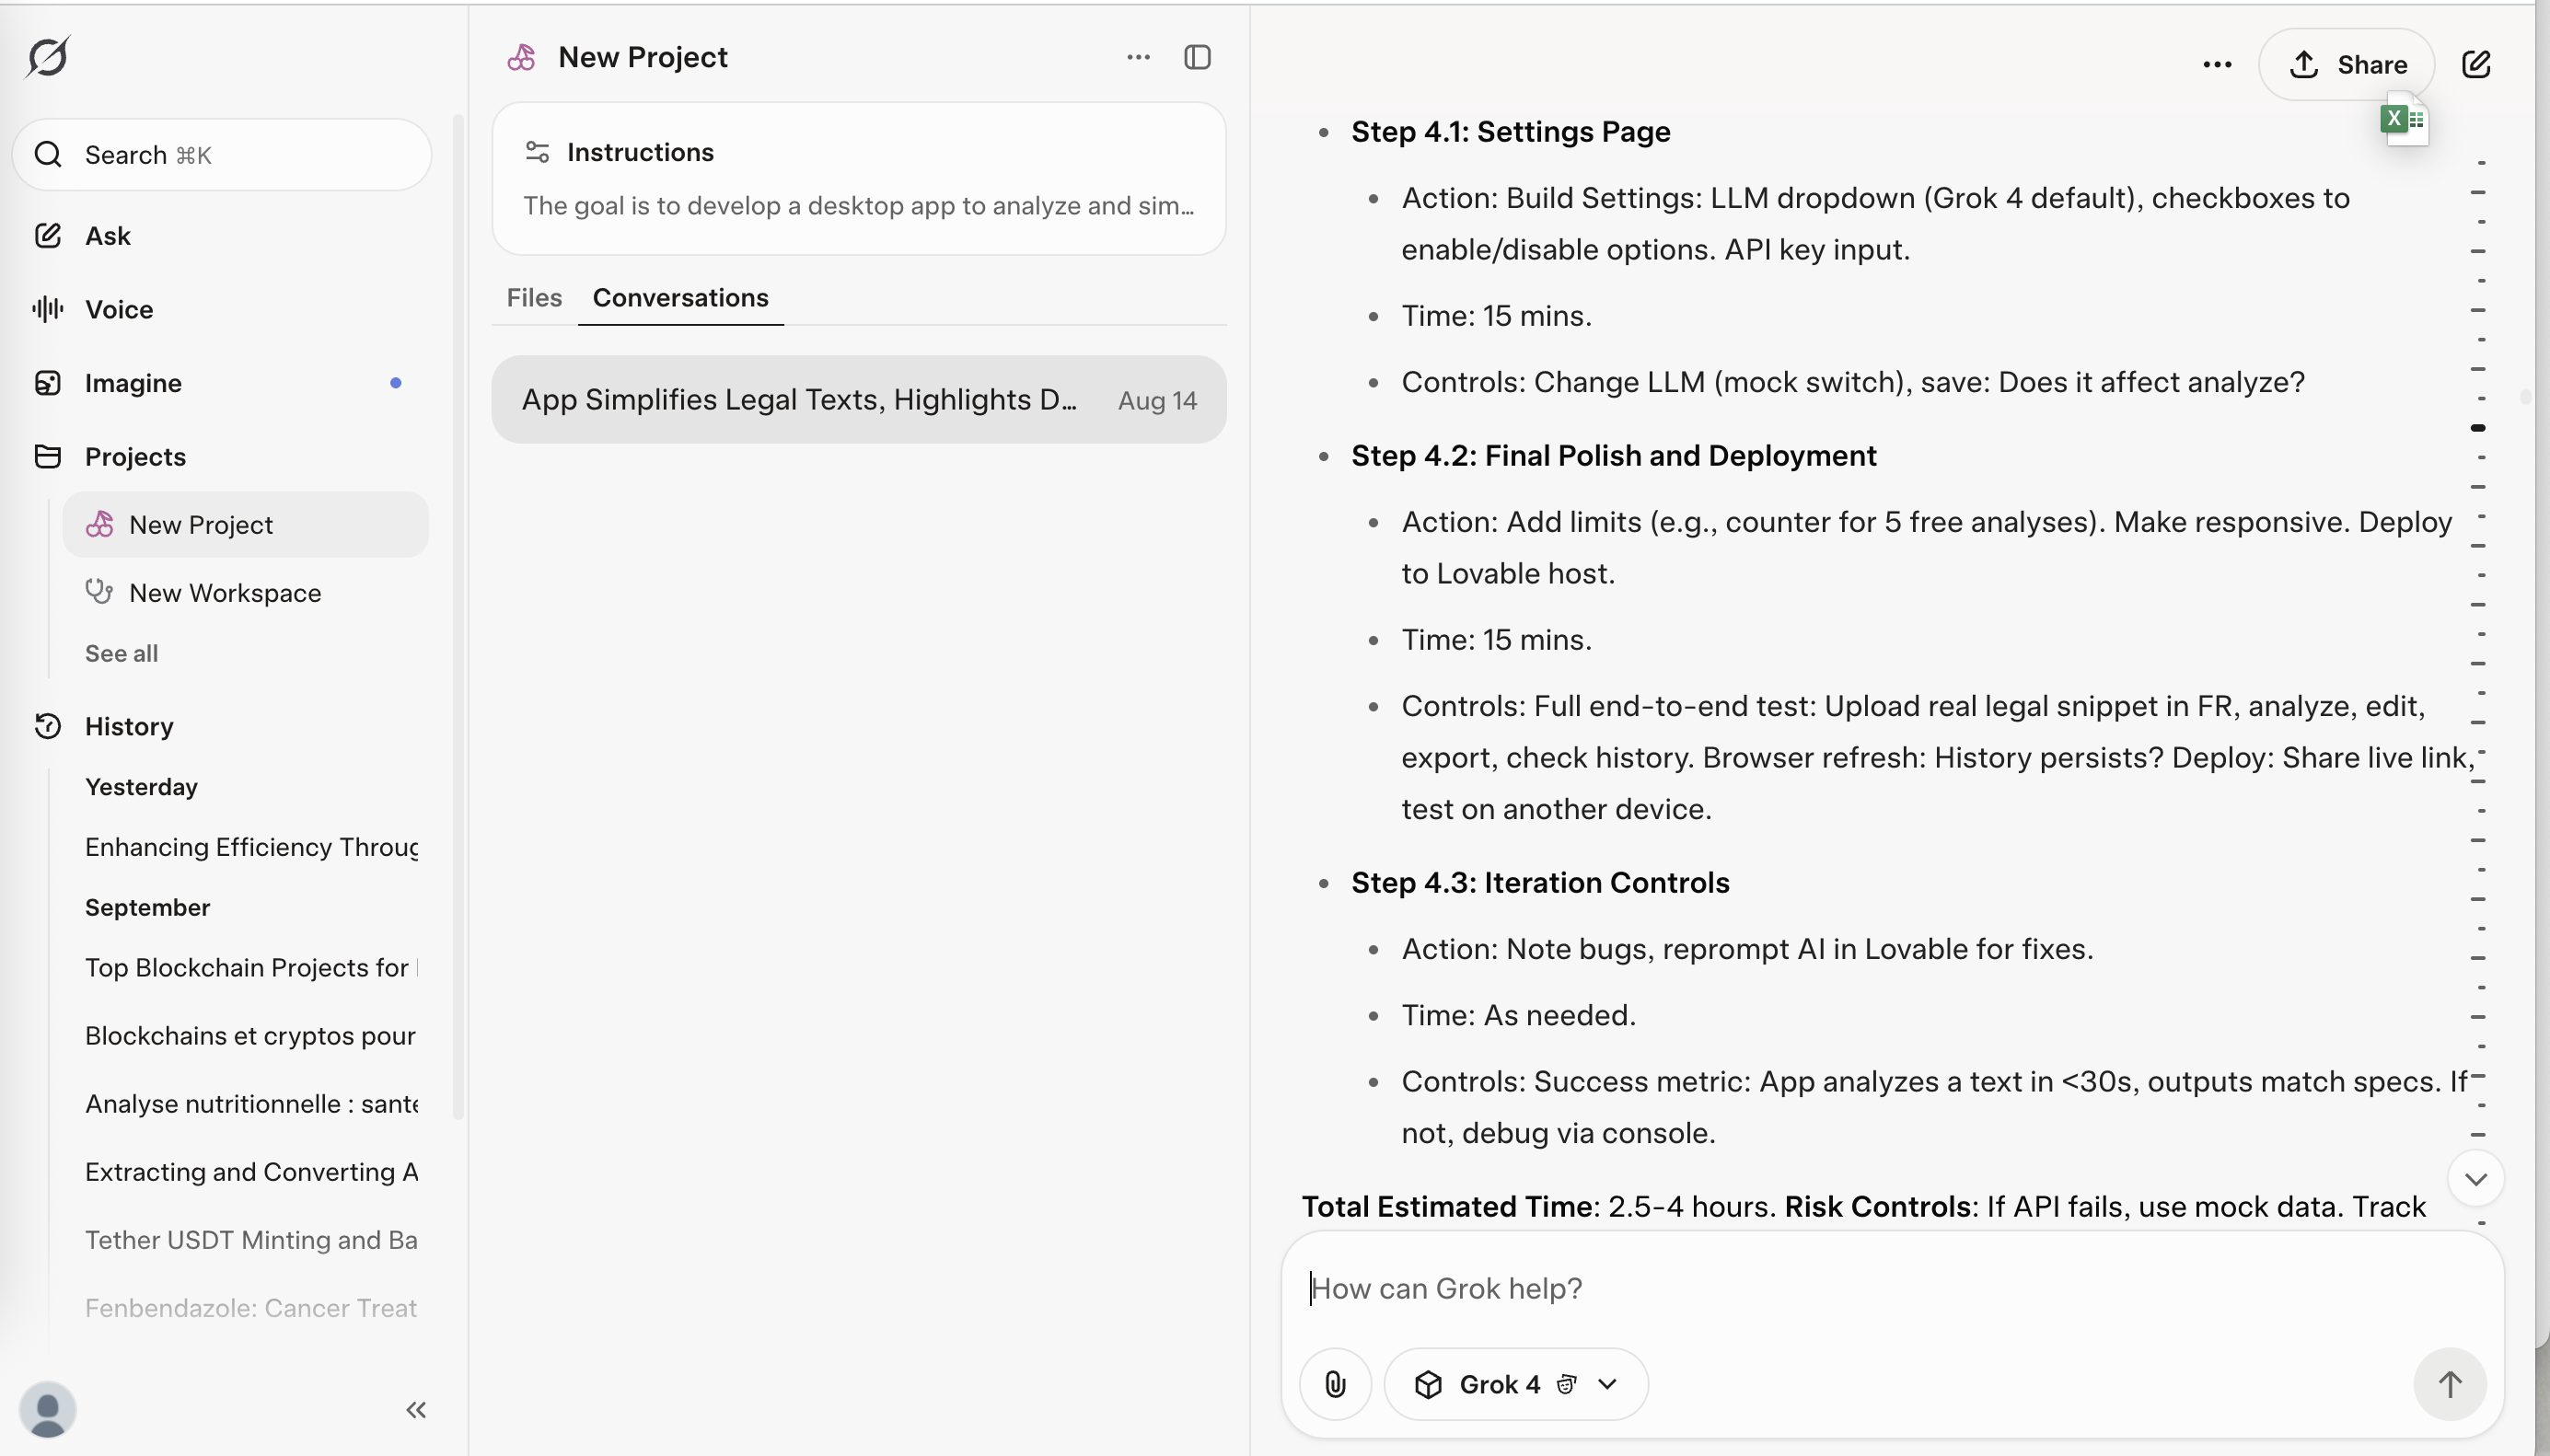 Search ⌘K
Ask
Voice
Imagine
Projects
New Project
New Workspace
See all
History
Yesterday
Enhancing Efficiency Throug
September
Top Blockchain Projects for
Blockchains et cryptos pour
Analyse nutritionnelle : sante
Extracting and Converting A
Tether USDT Minting and Ba
Fenbendazole: Cancer Treat
New Project
Instructions
The goal is to develop a desktop app to analyze and sim...
Files Conversations
App Simplifies Legal Texts, Highlights D... Aug 14
Share
X
• Step 4.1: Settings Page
• Action: Build Settings: LLM dropdown (Grok 4 default), checkboxes to
enable/disable options. API key input.
• Time: 15 mins.
• Controls: Change LLM (mock switch), save: Does it affect analyze?
• Step 4.2: Final Polish and Deployment
• Action: Add limits (e.g., counter for 5 free analyses). Make responsive. Deploy
to Lovable host.
• Time: 15 mins.
• Controls: Full end-to-end test: Upload real legal snippet in FR, analyze, edit,
export, check history. Browser refresh: History persists? Deploy: Share live link,
test on another device.
• Step 4.3: Iteration Controls
• Action: Note bugs, reprompt AI in Lovable for fixes.
• Time: As needed.
• Controls: Success metric: App analyzes a text in <30s, outputs match specs. If
not, debug via console.
Total Estimated Time: 2.5-4 hours. Risk Controls: If API fails, use mock data. Track
How can Grok help?
Grok 4